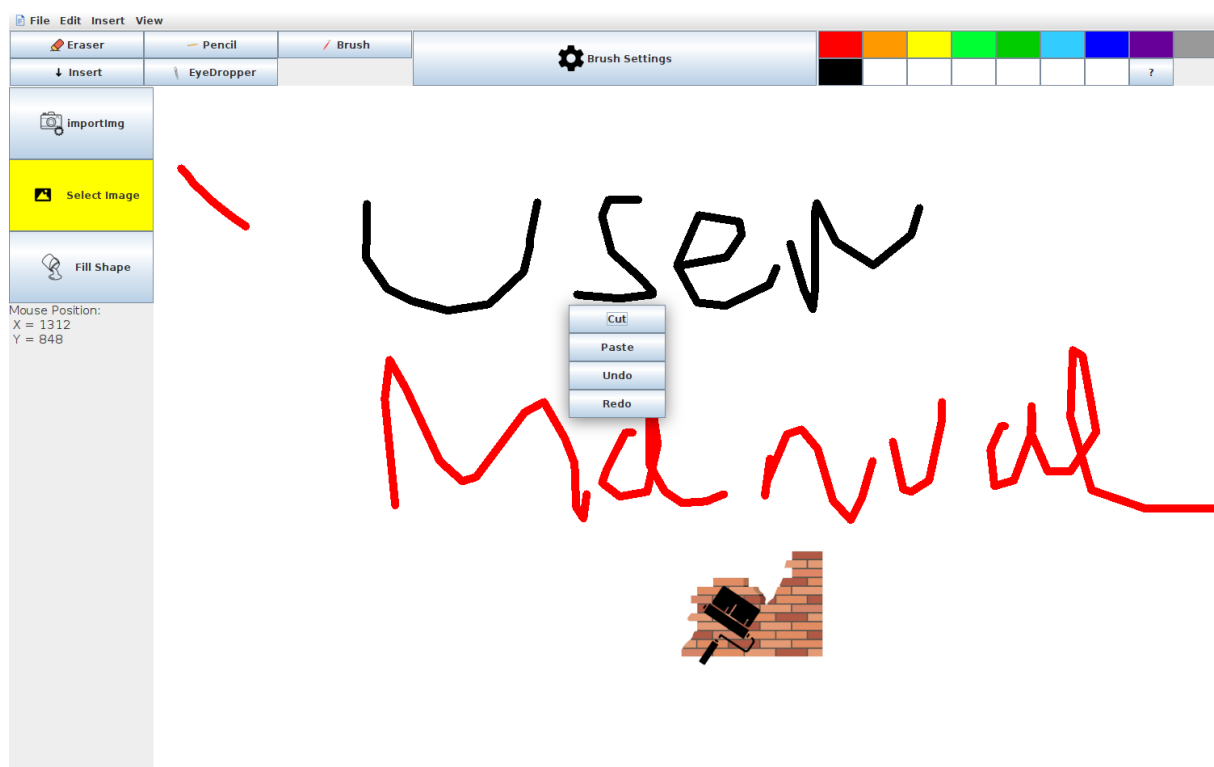 File Edit Insert View
Eraser Pencil Brush
Brush Settings
Insert EyeDropper
?
importImg
Select Image
Fill Shape
Mouse Position:
X = 1312
Y = 848
User
Cut
Paste
Undo
Redo
Manual